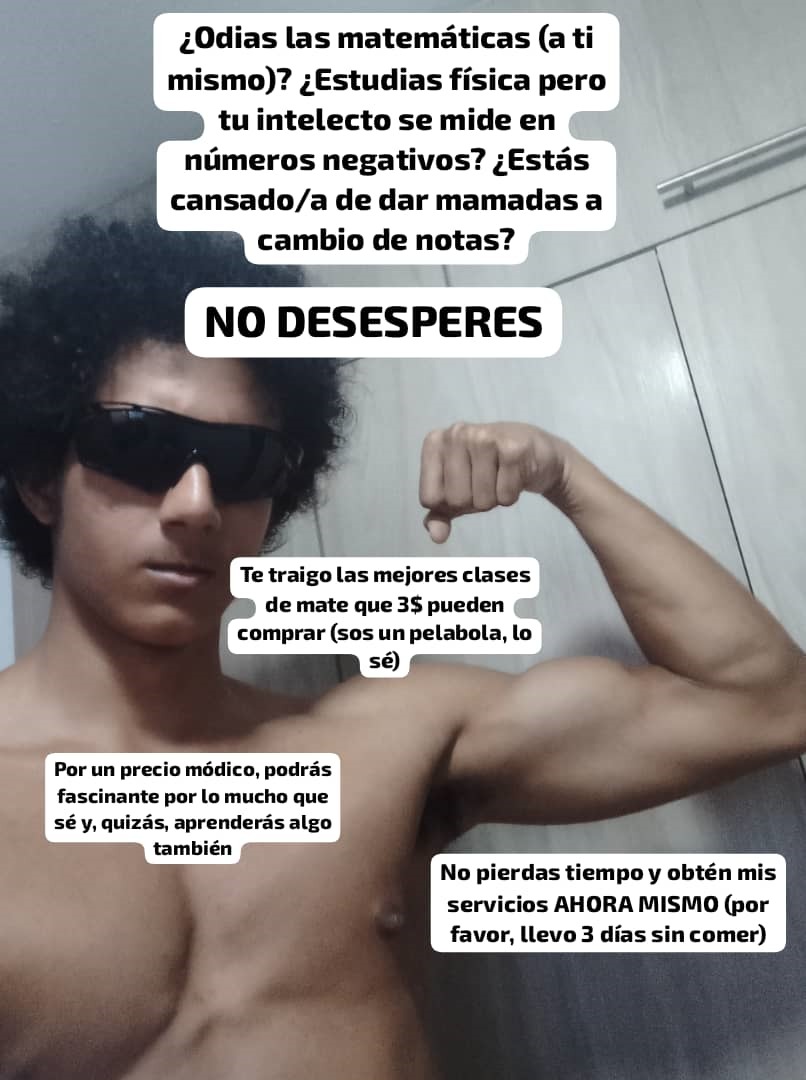 ¿Odias las matemáticas (a ti
mismo)? ¿Estudias física pero
tu intelecto se mide en
números negativos? ¿Estás
cansado/a de dar mamadas a
cambio de notas?
NO DESESPERES
Te traigo las mejores clases
de mate que 3$ pueden
comprar (sos un pelabola, lo
sé)
Por un precio módico, podrás
fascinante por lo mucho que
sé y, quizás, aprenderás algo
también
No pierdas tiempo y obtén mis
servicios AHORA MISMO (por
favor, llevo 3 días sin comer)